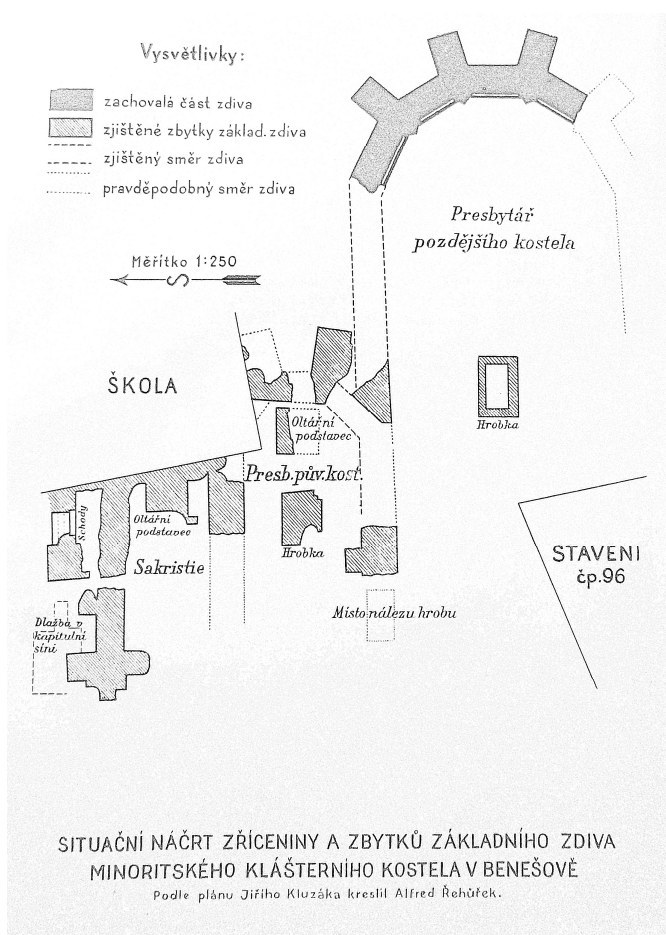 Vysvětlivky:
zachovalá část zdiva
zjištěné zbytky základ. zdiva
zjištěný směr zdiva
pravděpodobný směr zdiva
Měřítko 1:250
S
Presbytář
pozdějšího kostela
ŠKOLA
Hrobka
Oltářní
podstavec
Presb. pův. kost.
Schody
Oltářní
podstavec
Hrobka
Sakristie
STAVENI
čp. 96
Místo nálezu hrobu
Dlažba v
kapitulní
síni
SITUAČNÍ NÁČRT ZŘÍCENINY A ZBYTKŮ ZÁKLADNÍHO ZDIVA
MINORITSKÉHO KLÁŠTERNÍHO KOSTELA V BENEŠOVĚ
Podle plánu Jiřího Kluzáka kreslil Alfred Řehůřek.